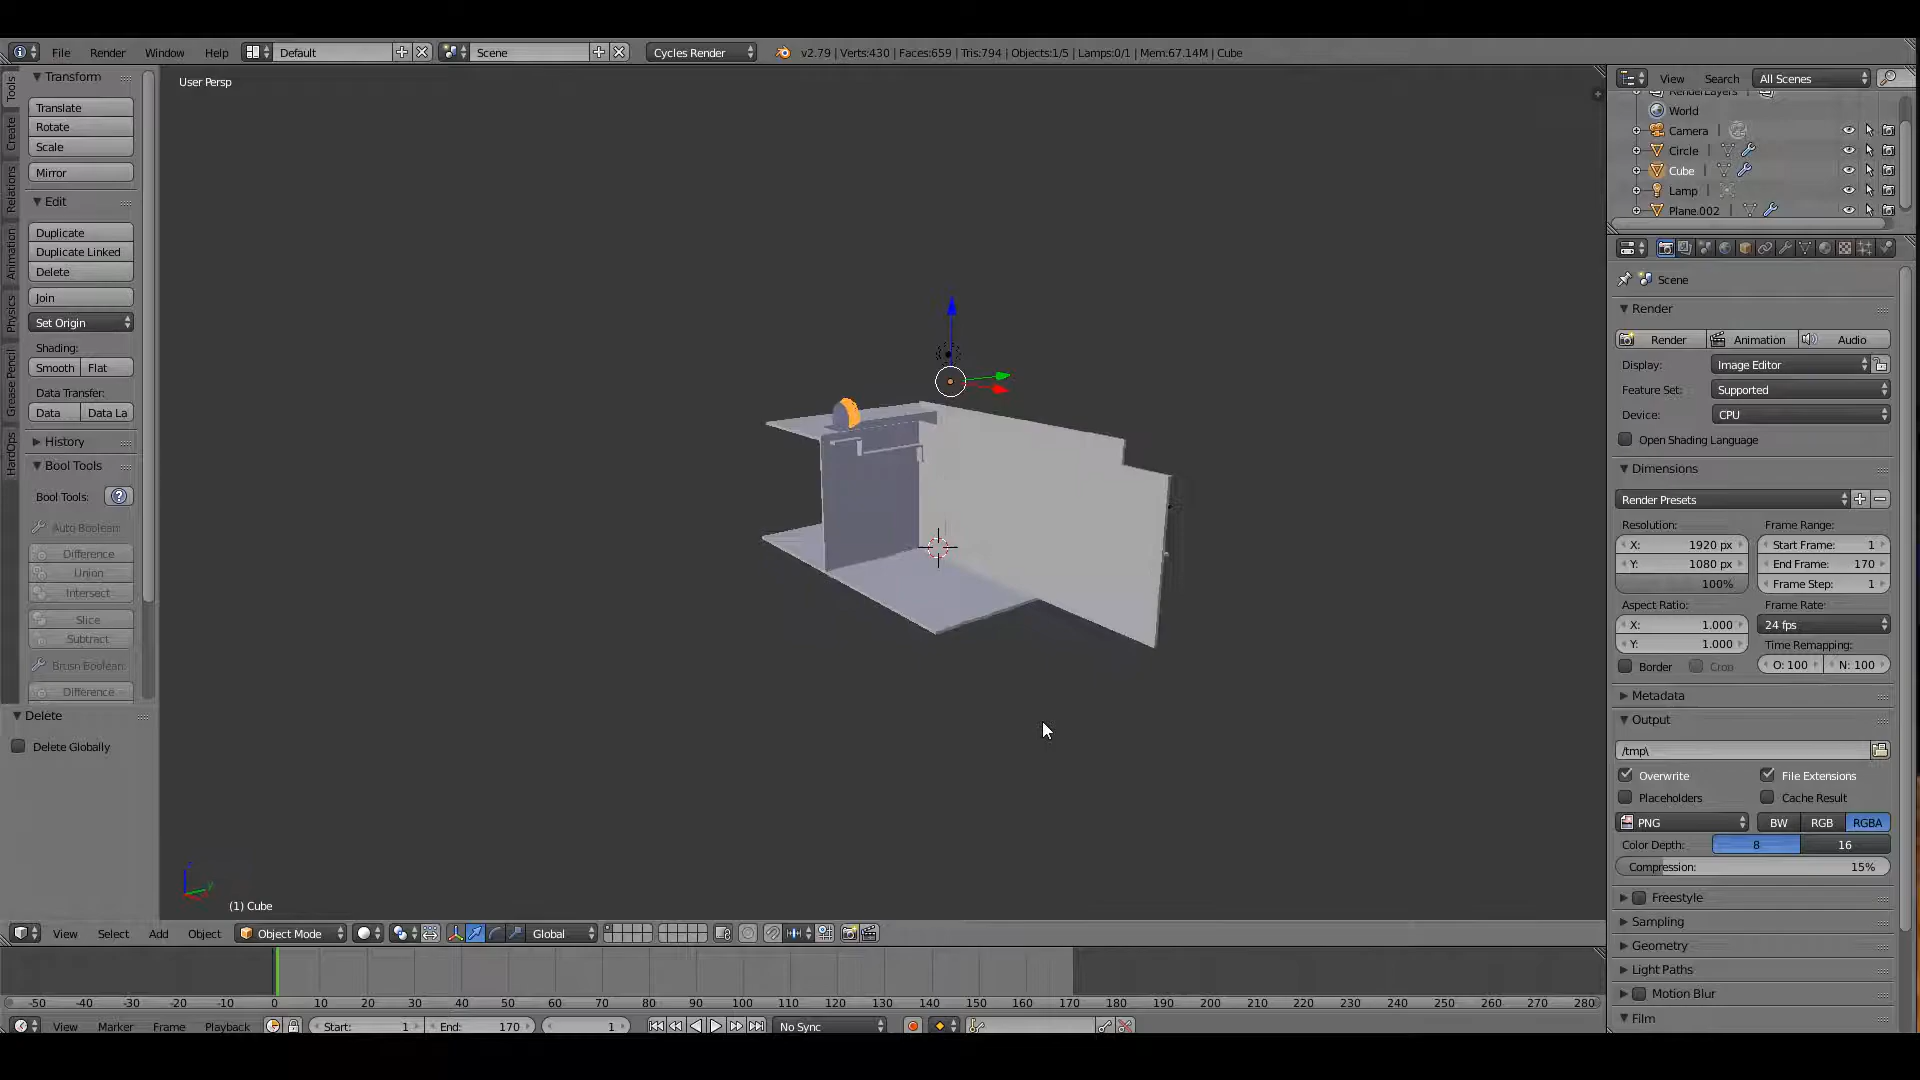 File Render Window Help Default Scene Cycles Render v2.79 | Verts:430 | Faces:659 | Tris:794 | Objects:1/5 | Lamps:0/1 | Mem:67.14M | Cube
User Persp
Tools
Create
Relations
Animation
Physics
Grease Pencil
HardOps
Transform
Translate
Rotate
Scale
Mirror
Edit
Duplicate
Duplicate Linked
Delete
Join
Set Origin
Shading:
Smooth Flat
Data Transfer:
Data Data La
History
Bool Tools
Bool Tools:
Auto Boolean:
Difference
Union
Intersect
Slice
Subtract
Brush Boolean:
Difference
Delete
Delete Globally
(1) Cube
View Select Add Object Object Mode Global
-50 -40 -30 -20 -10 0 10 20 30 40 50 60 70 80 90 100 110 120 130 140 150 160 170 180 190 200 210 220 230 240 250 260 270 280
View Marker Frame Playback Start: 1 End: 170 1 No Sync
View Search All Scenes
RenderLayers
World
Camera
Circle
Cube
Lamp
Plane.002
Scene
Render
Render Animation Audio
Display: Image Editor
Feature Set: Supported
Device: CPU
Open Shading Language
Dimensions
Render Presets
Resolution: Frame Range:
X: 1920 px Start Frame: 1
Y: 1080 px End Frame: 170
100% Frame Step: 1
Aspect Ratio: Frame Rate:
X: 1.000 24 fps
Y: 1.000 Time Remapping:
Border Crop O: 100 N: 100
Metadata
Output
/tmp\
Overwrite File Extensions
Placeholders Cache Result
PNG BW RGB RGBA
Color Depth: 8 16
Compression: 15%
Freestyle
Sampling
Geometry
Light Paths
Motion Blur
Film